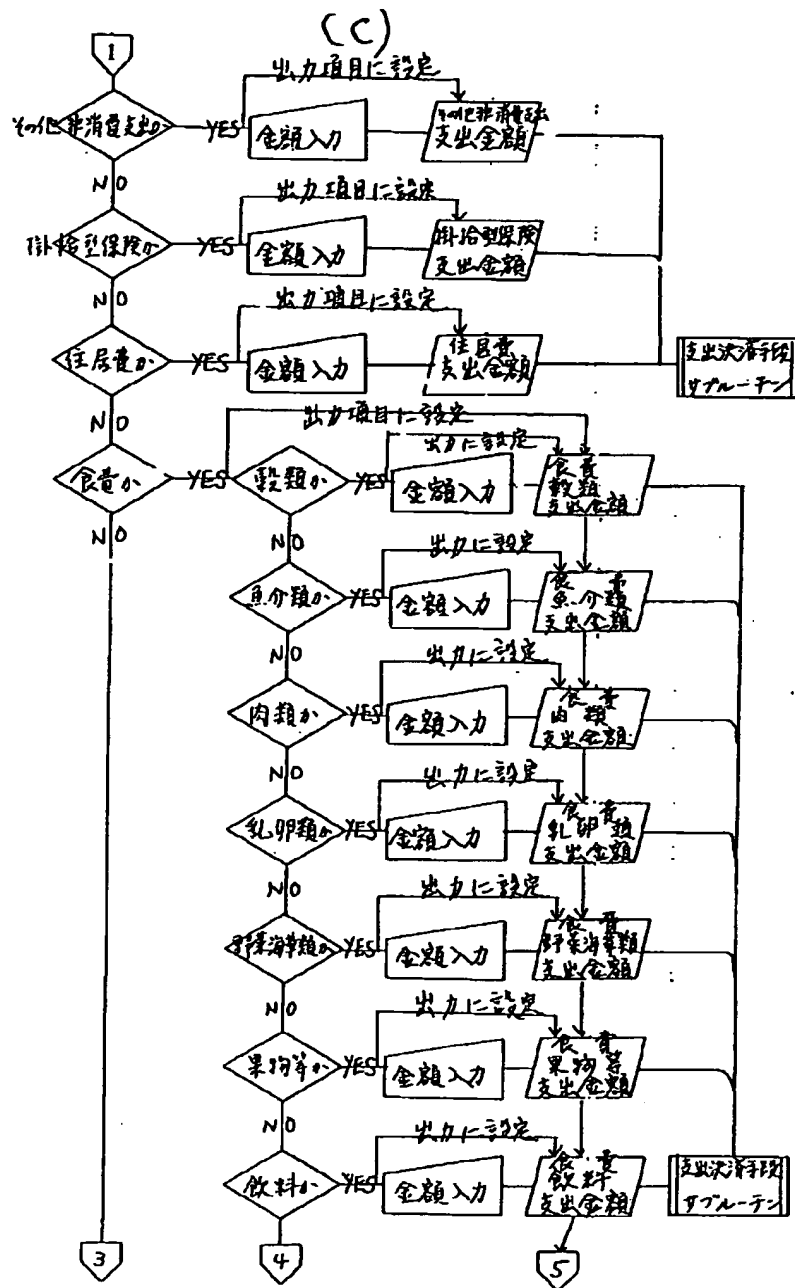 (C)
1
出力項目に設定
その他非消費支出か
YES
金額入力
その他非消費支出
支出金額
NO
出力項目に設定
掛捨型保険か
YES
金額入力
掛捨型保険
支出金額
NO
出力項目に設定
住居費か
YES
金額入力
住居費
支出金額
支出決済手段
サブルーチン
NO
出力項目に設定
出力に設定
食費か
YES
穀類か
YES
金額入力
食費
穀類
支出金額
NO
NO
出力に設定
魚介類か
YES
金額入力
食費
魚介類
支出金額
NO
出力に設定
肉類か
YES
金額入力
食費
肉類
支出金額
NO
出力に設定
乳卵類か
YES
金額入力
食費
乳卵類
支出金額
NO
出力に設定
野菜海草類か
YES
金額入力
食費
野菜海草類
支出金額
NO
出力に設定
果物等か
YES
金額入力
食費
果物等
支出金額
NO
出力に設定
飲料か
YES
金額入力
食費
飲料
支出金額
支出決済手段
サブルーチン
3
4
5